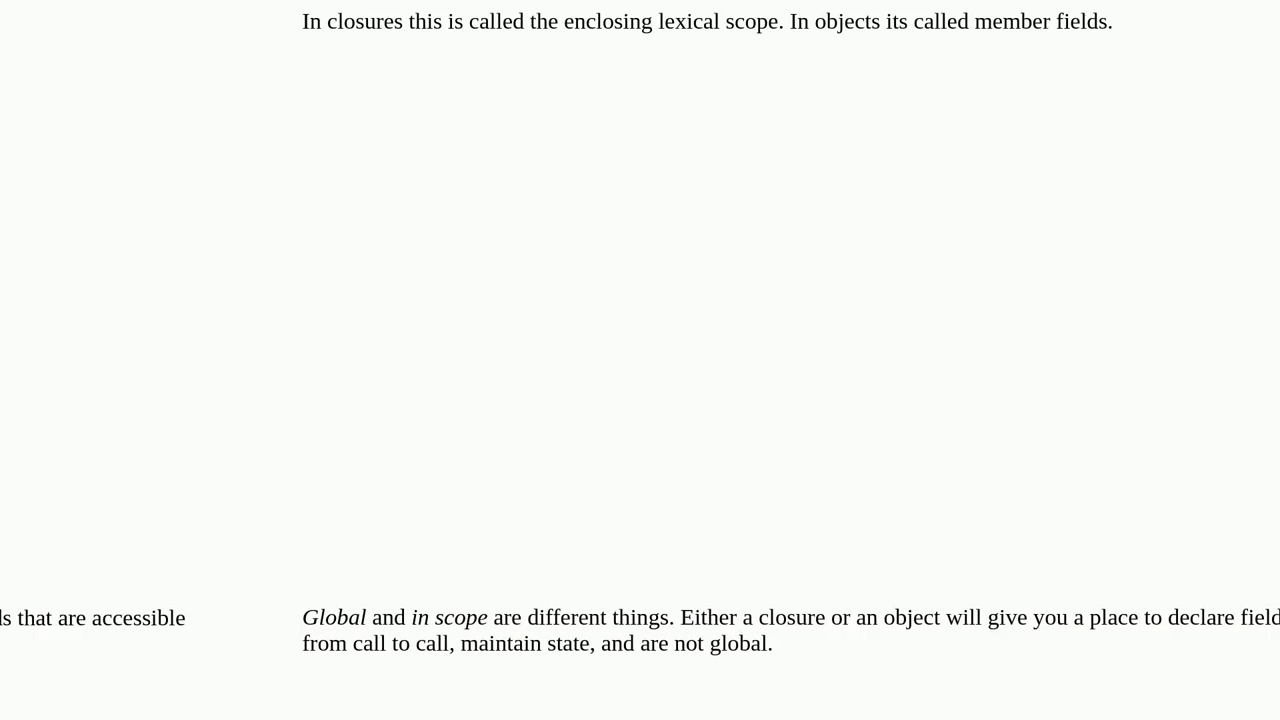 In closures this is called the enclosing lexical scope. In objects its called member fields.
that are accessible
Global and in scope are different things. Either a closure or an object will give you a place to declare
from call to call, maintain state, and are not global.